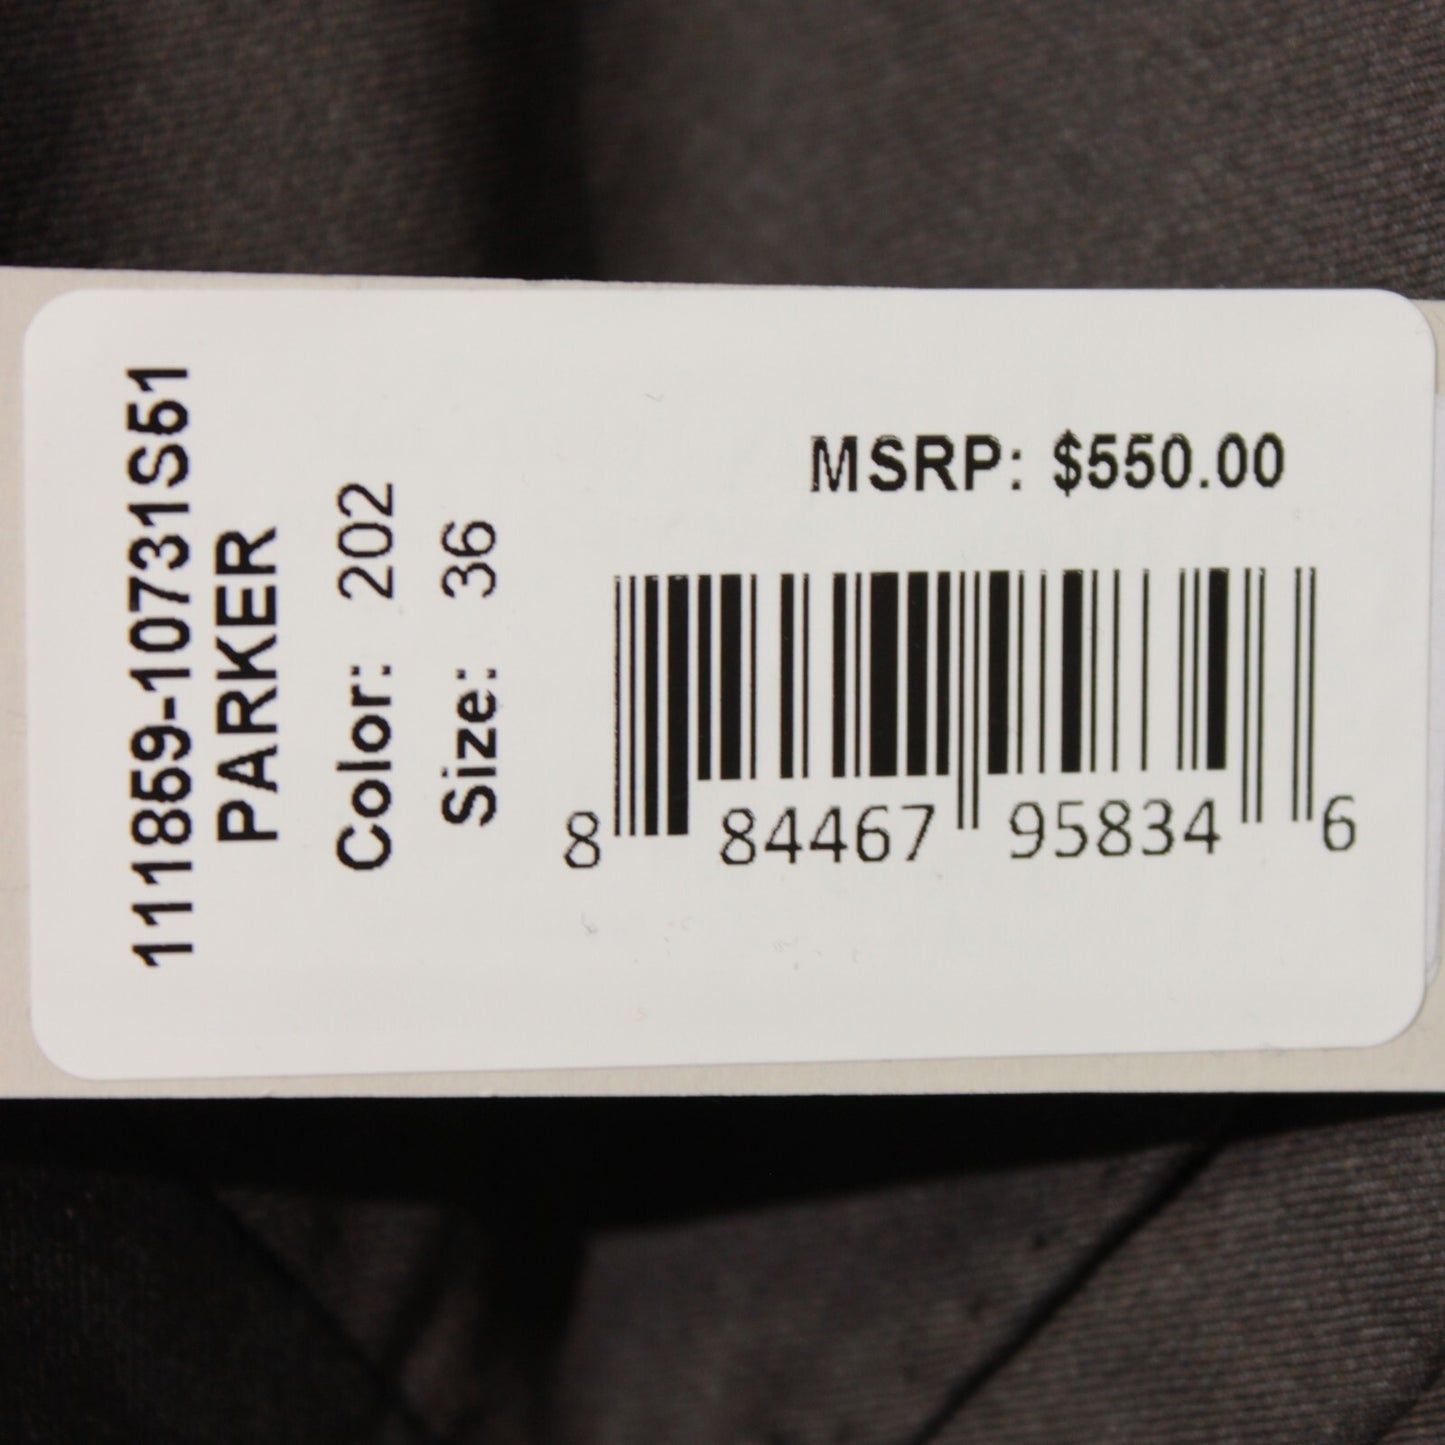 111859-10731S51
PARKER
Color: 202
Size: 36
MSRP: $550.00
8 84467 95834 6